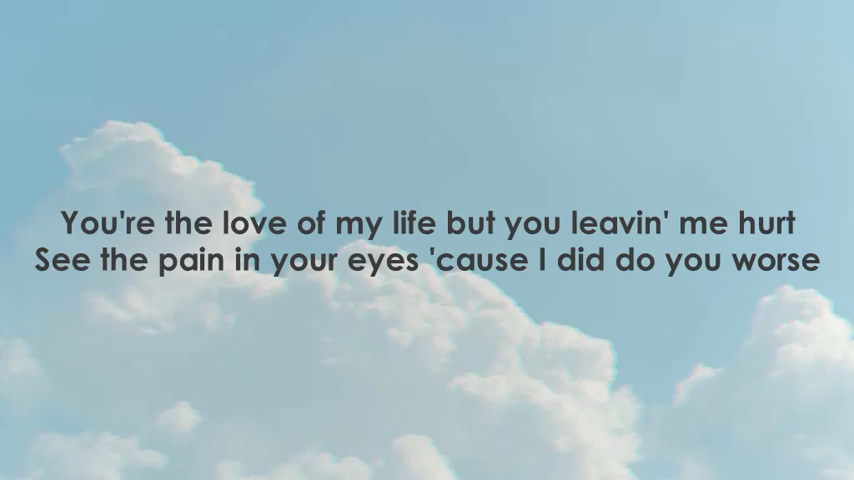 You're the love of my life but you leavin' me hurt
See the pain in your eyes 'cause I did do you worse